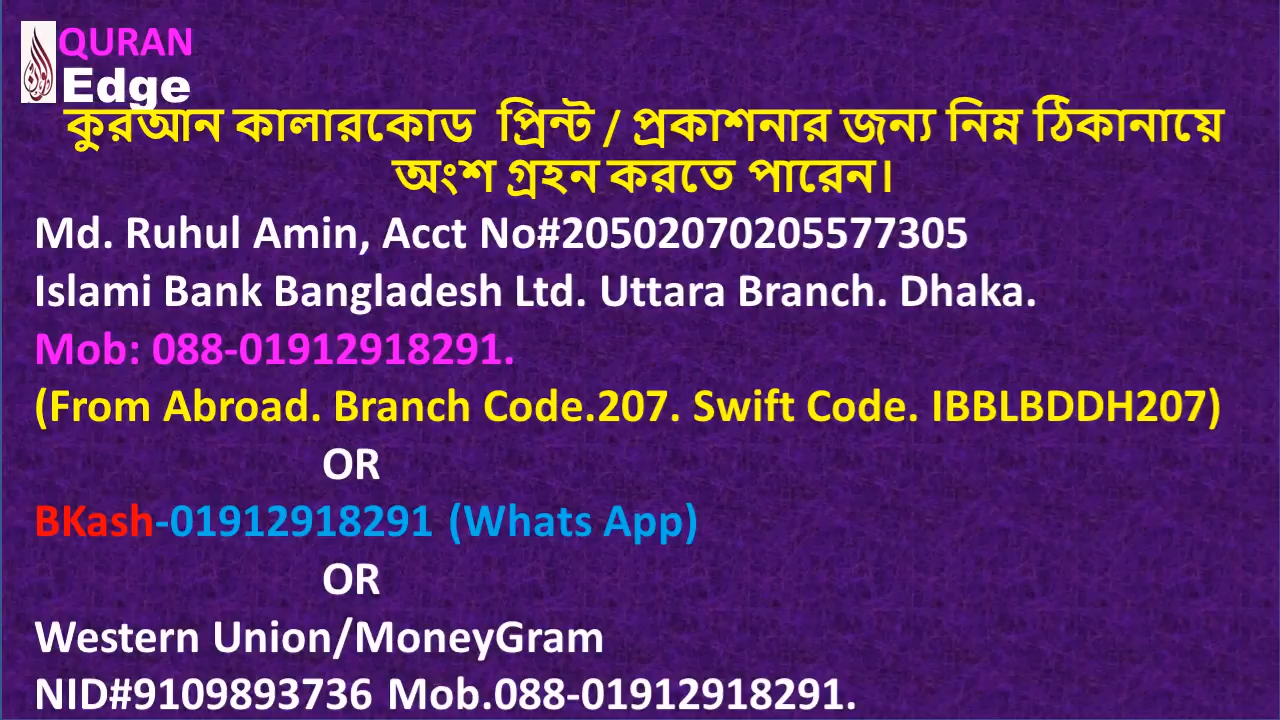 QURAN
Edge
কুরআন কালারকোড প্রিন্ট / প্রকাশনার জন্য নিম্ন ঠিকানায়ে
অংশ গ্রহন করতে পারেন।
Md. Ruhul Amin, Acct No#20502070205577305
Islami Bank Bangladesh Ltd. Uttara Branch. Dhaka.
Mob: 088-01912918291.
(From Abroad. Branch Code.207. Swift Code. IBBLBDDH207)
OR
BKash-01912918291 (Whats App)
OR
Western Union/MoneyGram
NID#9109893736 Mob.088-01912918291.